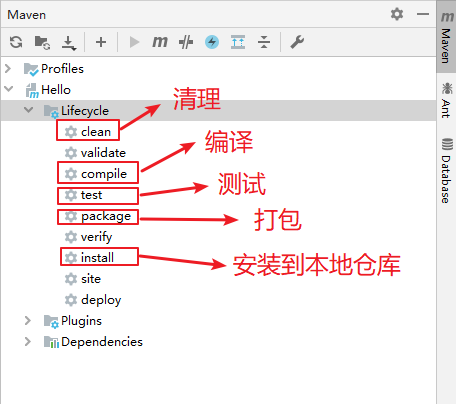 Maven
Profiles
Hello
Lifecycle
clean
清理
validate
compile
编译
test
测试
package
打包
verify
install
安装到本地仓库
site
deploy
Plugins
Dependencies
m
Maven
Ant
Database